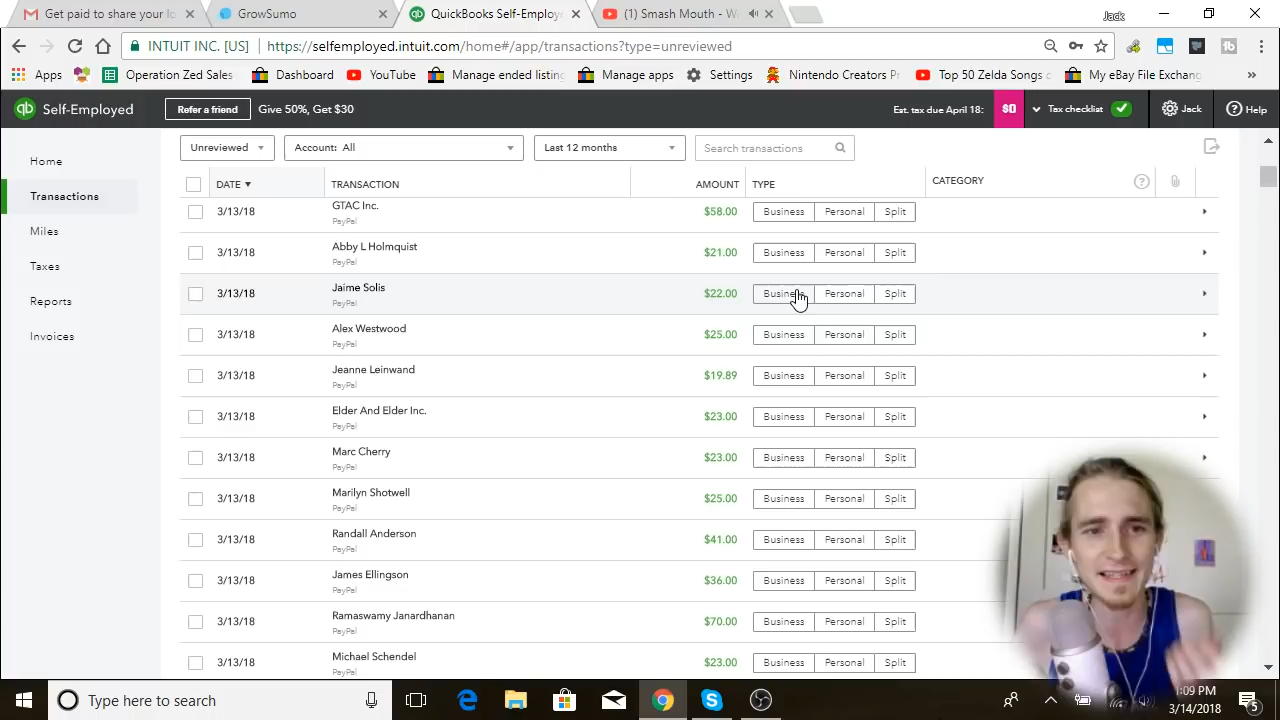 Get paid to share your lo
GrowSumo
QuickBooks Self-Employ
(1) Smash Mouth - W
Jack
INTUIT INC. [US]
https://selfemployed.intuit.com/home#/app/transactions?type=unreviewed
Apps
Operation Zed Sales
Dashboard
YouTube
Manage ended listing
Manage apps
Settings
Nintendo Creators Pr
Top 50 Zelda Songs o
My eBay File Exchang
»
qb Self-Employed
Refer a friend
Give 50%, Get $30
Est. tax due April 18:
$0
Tax checklist
Jack
Help
Home
Transactions
Miles
Taxes
Reports
Invoices
Unreviewed
Account: All
Last 12 months
Search transactions
DATE TRANSACTION AMOUNT TYPE CATEGORY ?
3/13/18 GTAC Inc. $58.00 Business Personal Split
PayPal
3/13/18 Abby L Holmquist $21.00 Business Personal Split
PayPal
3/13/18 Jaime Solis $22.00 Business Personal Split
PayPal
3/13/18 Alex Westwood $25.00 Business Personal Split
PayPal
3/13/18 Jeanne Leinwand $19.89 Business Personal Split
PayPal
3/13/18 Elder And Elder Inc. $23.00 Business Personal Split
PayPal
3/13/18 Marc Cherry $23.00 Business Personal Split
PayPal
3/13/18 Marilyn Shotwell $25.00 Business Personal Split
PayPal
3/13/18 Randall Anderson $41.00 Business Personal Split
PayPal
3/13/18 James Ellingson $36.00 Business Personal Split
PayPal
3/13/18 Ramaswamy Janardhanan $70.00 Business Personal Split
PayPal
3/13/18 Michael Schendel $23.00 Business Personal Split
PayPal
Type here to search
1:09 PM
3/14/2018
5